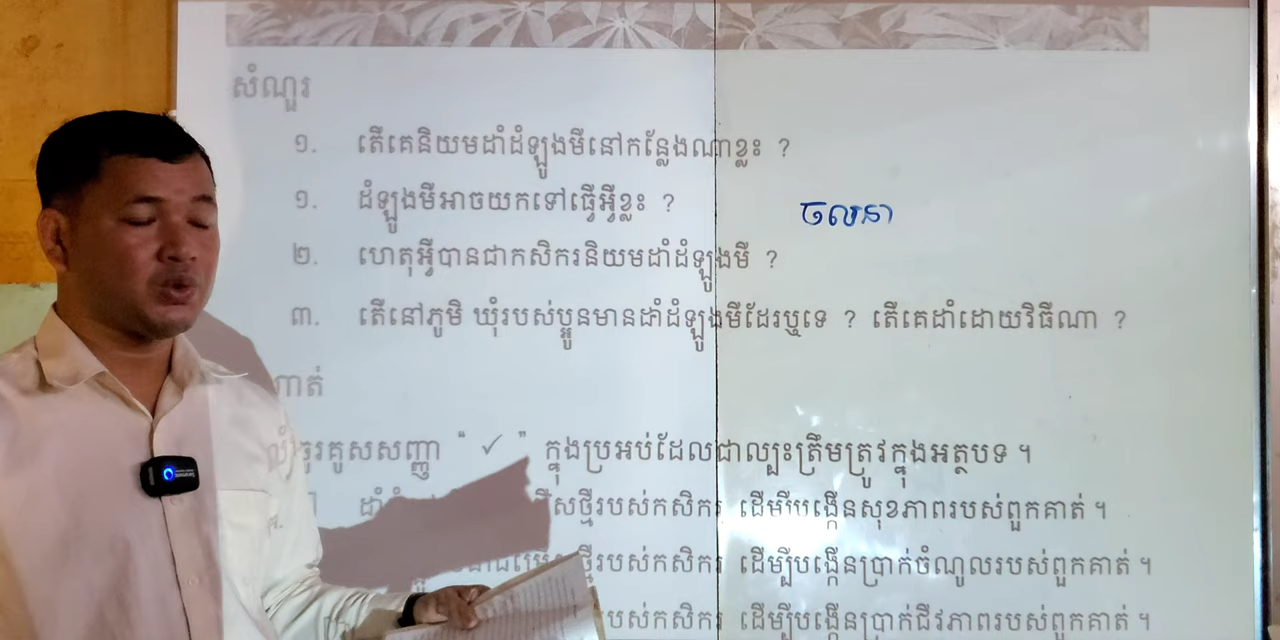 សំណួរ
១. តើគេនិយមដាំដំឡូងមីនៅកន្លែងណាខ្លះ ?
១. ដំឡូងមីអាចយកទៅធ្វើអ្វីខ្លះ ?
ចលនា
២. ហេតុអ្វីបានជាកសិករនិយមដាំដំឡូងមី ?
៣. តើនៅភូមិ ឃុំរបស់ប្អូនមានដាំដំឡូងមីដែរឬទេ ? តើគេដាំដោយវិធីណា ?
ចូរគូសសញ្ញា “ ✓ ” ក្នុងប្រអប់ដែលជាល្បះត្រឹមត្រូវក្នុងអត្ថបទ ។
ថ្មីរបស់កសិករ ដើម្បីបង្កើនសុខភាពរបស់ពួកគាត់ ។
ថ្មីរបស់កសិករ ដើម្បីបង្កើនប្រាក់ចំណូលរបស់ពួកគាត់ ។
របស់កសិករ ដើម្បីបង្កើនប្រាក់ជីវភាពរបស់ពួកគាត់ ។